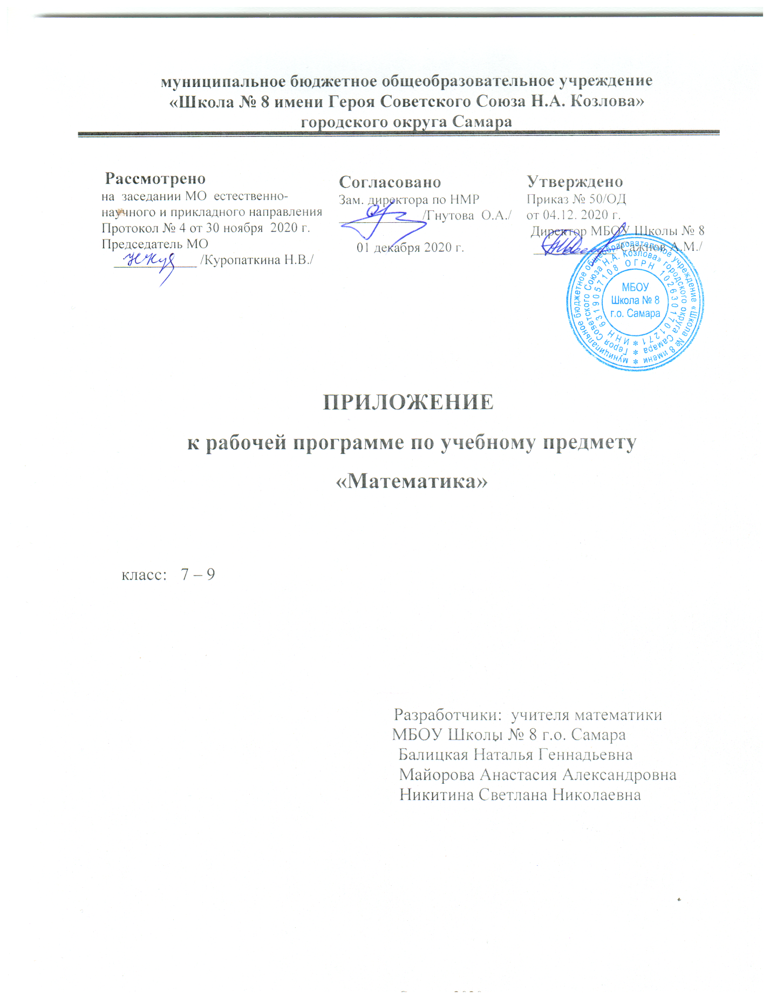 муниципальное бюджетное общеобразовательное учреждение
«Школа № 8 имени Героя Советского Союза Н.А. Козлова»
городского округа Самара
Рассмотрено
на заседании МО естественно-
научного и прикладного направления
Протокол № 4 от 30 ноября 2020 г.
Председатель МО
____________ /Куропаткина Н.В./
Согласовано
Зам. директора по НМР
____________ /Гнутова О.А./
01 декабря 2020 г.
Утверждено
Приказ № 50/ОД
от 04.12. 2020 г.
Директор МБОУ Школы № 8
____________ Сажнов А.М./
муниципальное бюджетное общеобразовательное учреждение «Школа № 8 имени
Героя Советского Союза Н.А. Козлова» городского округа Самара
ИНН 6319057108 ОГРН 1026301701271
МБОУ
Школа № 8
г.о. Самара
ПРИЛОЖЕНИЕ
к рабочей программе по учебному предмету
«Математика»
класс: 7 – 9
Разработчики: учителя математики
МБОУ Школы № 8 г.о. Самара
Балицкая Наталья Геннадьевна
Майорова Анастасия Александровна
Никитина Светлана Николаевна